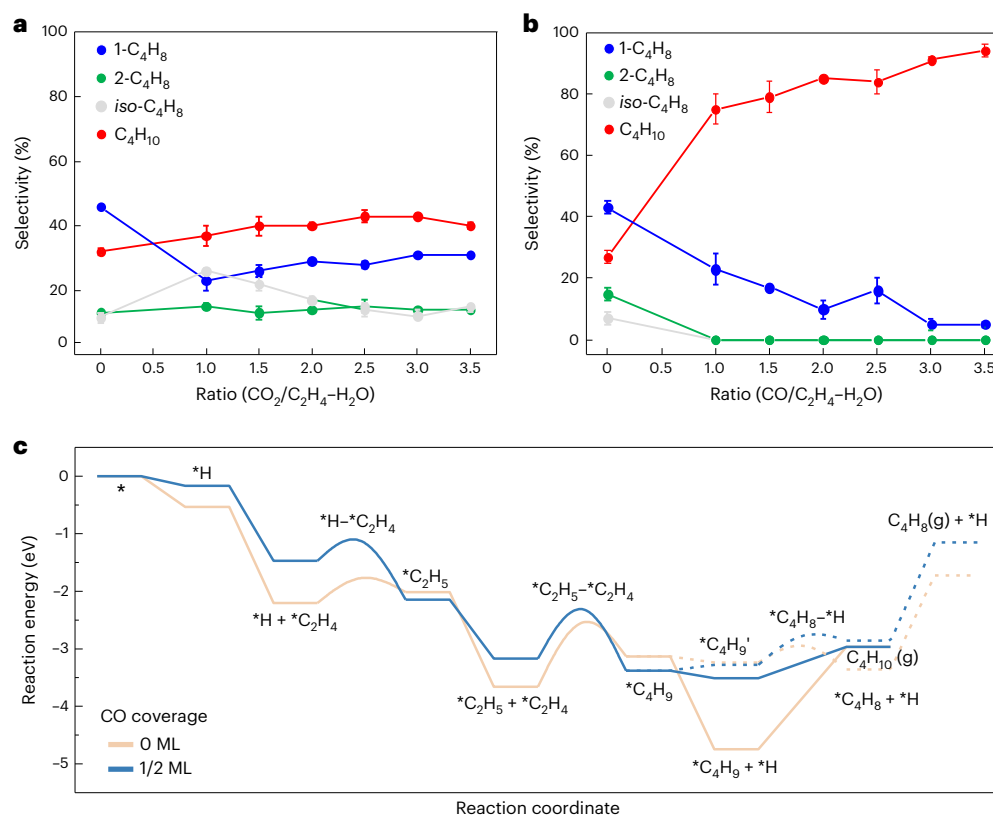 a
100
80
60
40
20
0
Selectivity (%)
1-C₄H₈
2-C₄H₈
iso-C₄H₈
C₄H₁₀
0 0.5 1.0 1.5 2.0 2.5 3.0 3.5
Ratio (CO₂/C₂H₄–H₂O)
b
100
80
60
40
20
0
Selectivity (%)
1-C₄H₈
2-C₄H₈
iso-C₄H₈
C₄H₁₀
0 0.5 1.0 1.5 2.0 2.5 3.0 3.5
Ratio (CO/C₂H₄–H₂O)
c
0
−1
−2
−3
−4
−5
Reaction energy (eV)
*
*H
*H + *C₂H₄
*H–*C₂H₄
*C₂H₅
*C₂H₅ + *C₂H₄
*C₂H₅–*C₂H₄
*C₄H₉
*C₄H₉'
*C₄H₉ + *H
*C₄H₈–*H
C₄H₁₀ (g)
*C₄H₈ + *H
C₄H₈(g) + *H
CO coverage
0 ML
1/2 ML
Reaction coordinate